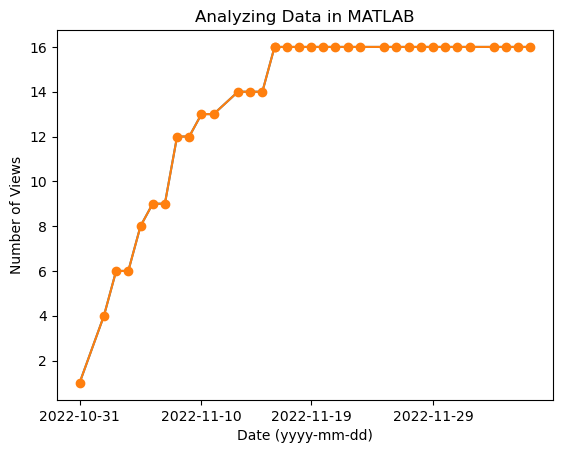 Analyzing Data in MATLAB
16
14
12
10
8
6
4
2
Number of Views
2022-10-31 2022-11-10 2022-11-19 2022-11-29
Date (yyyy-mm-dd)